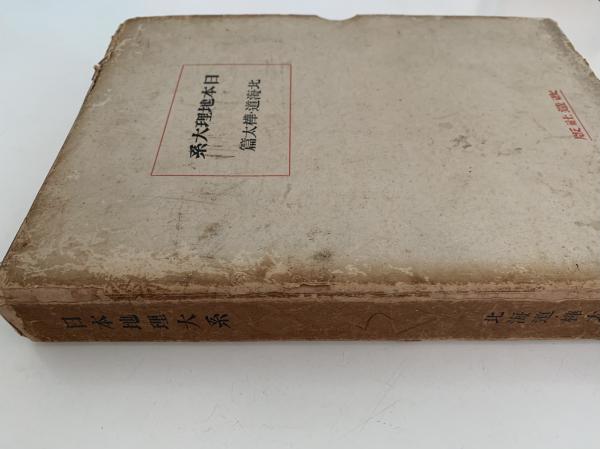 日本地理大系
北海道・樺太篇
改造社版
日本地理大系
北海道・樺太